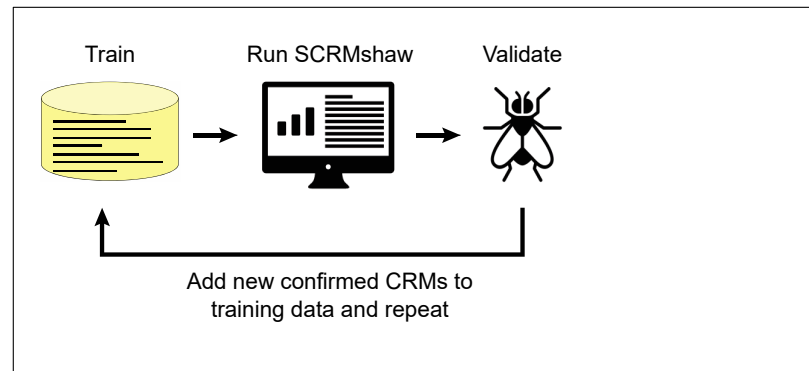 Train
Run SCRMshaw
Validate
Add new confirmed CRMs to
training data and repeat